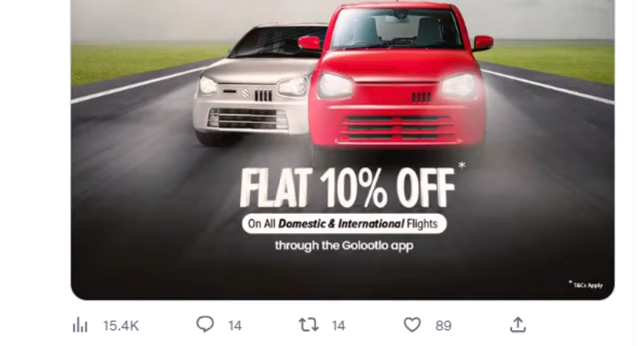 FLAT 10% OFF*
On All Domestic & International Flights
through the Golootlo app
*T&Cs Apply
15.4K 14 14 89